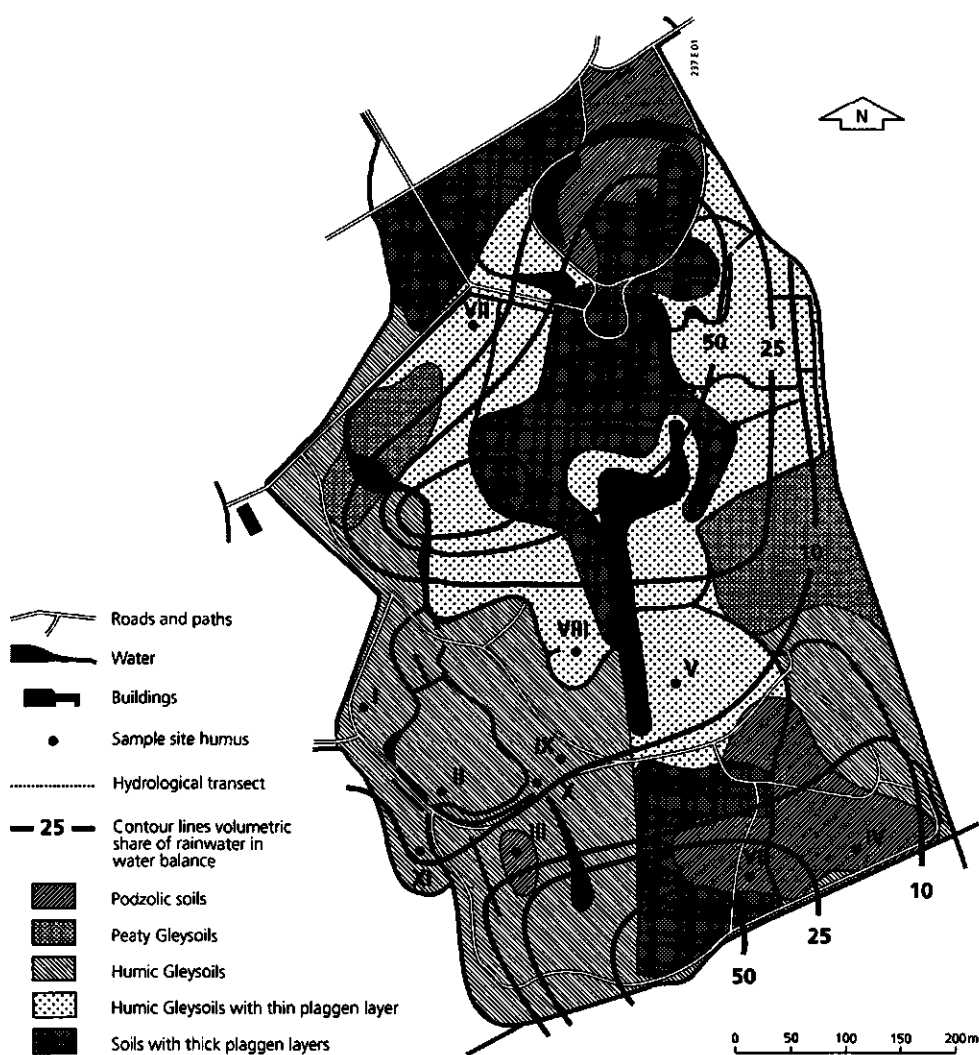 237 E 01
N
VII
50
25
10
VIII
V
I
IX
II
X
III
XI
IV
VII
10
25
50
Roads and paths
Water
Buildings
Sample site humus
Hydrological transect
25 Contour lines volumetric
share of rainwater in
water balance
Podzolic soils
Peaty Gleysoils
Humic Gleysoils
Humic Gleysoils with thin plaggen layer
Soils with thick plaggen layers
0 50 100 150 200m